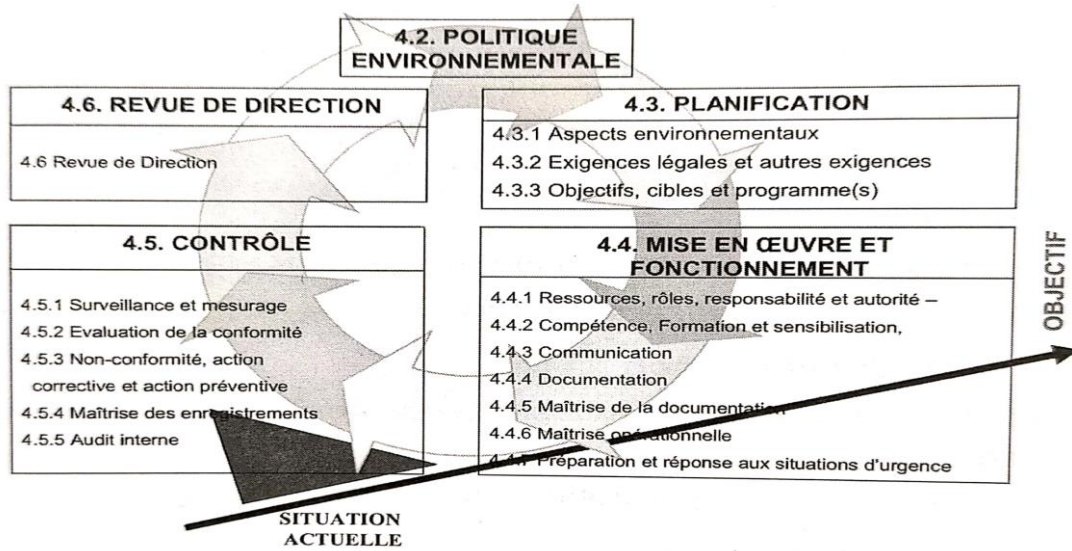 4.2. POLITIQUE
ENVIRONNEMENTALE
4.6. REVUE DE DIRECTION
4.6 Revue de Direction
4.3. PLANIFICATION
4.3.1 Aspects environnementaux
4.3.2 Exigences légales et autres exigences
4.3.3 Objectifs, cibles et programme(s)
4.5. CONTRÔLE
4.5.1 Surveillance et mesurage
4.5.2 Evaluation de la conformité
4.5.3 Non-conformité, action
corrective et action préventive
4.5.4 Maîtrise des enregistrements
4.5.5 Audit interne
4.4. MISE EN ŒUVRE ET
FONCTIONNEMENT
4.4.1 Ressources, rôles, responsabilité et autorité –
4.4.2 Compétence, Formation et sensibilisation,
4.4.3 Communication
4.4.4 Documentation
4.4.5 Maîtrise de la documentation
4.4.6 Maîtrise opérationnelle
4.4.7 Préparation et réponse aux situations d'urgence
OBJECTIF
SITUATION
ACTUELLE